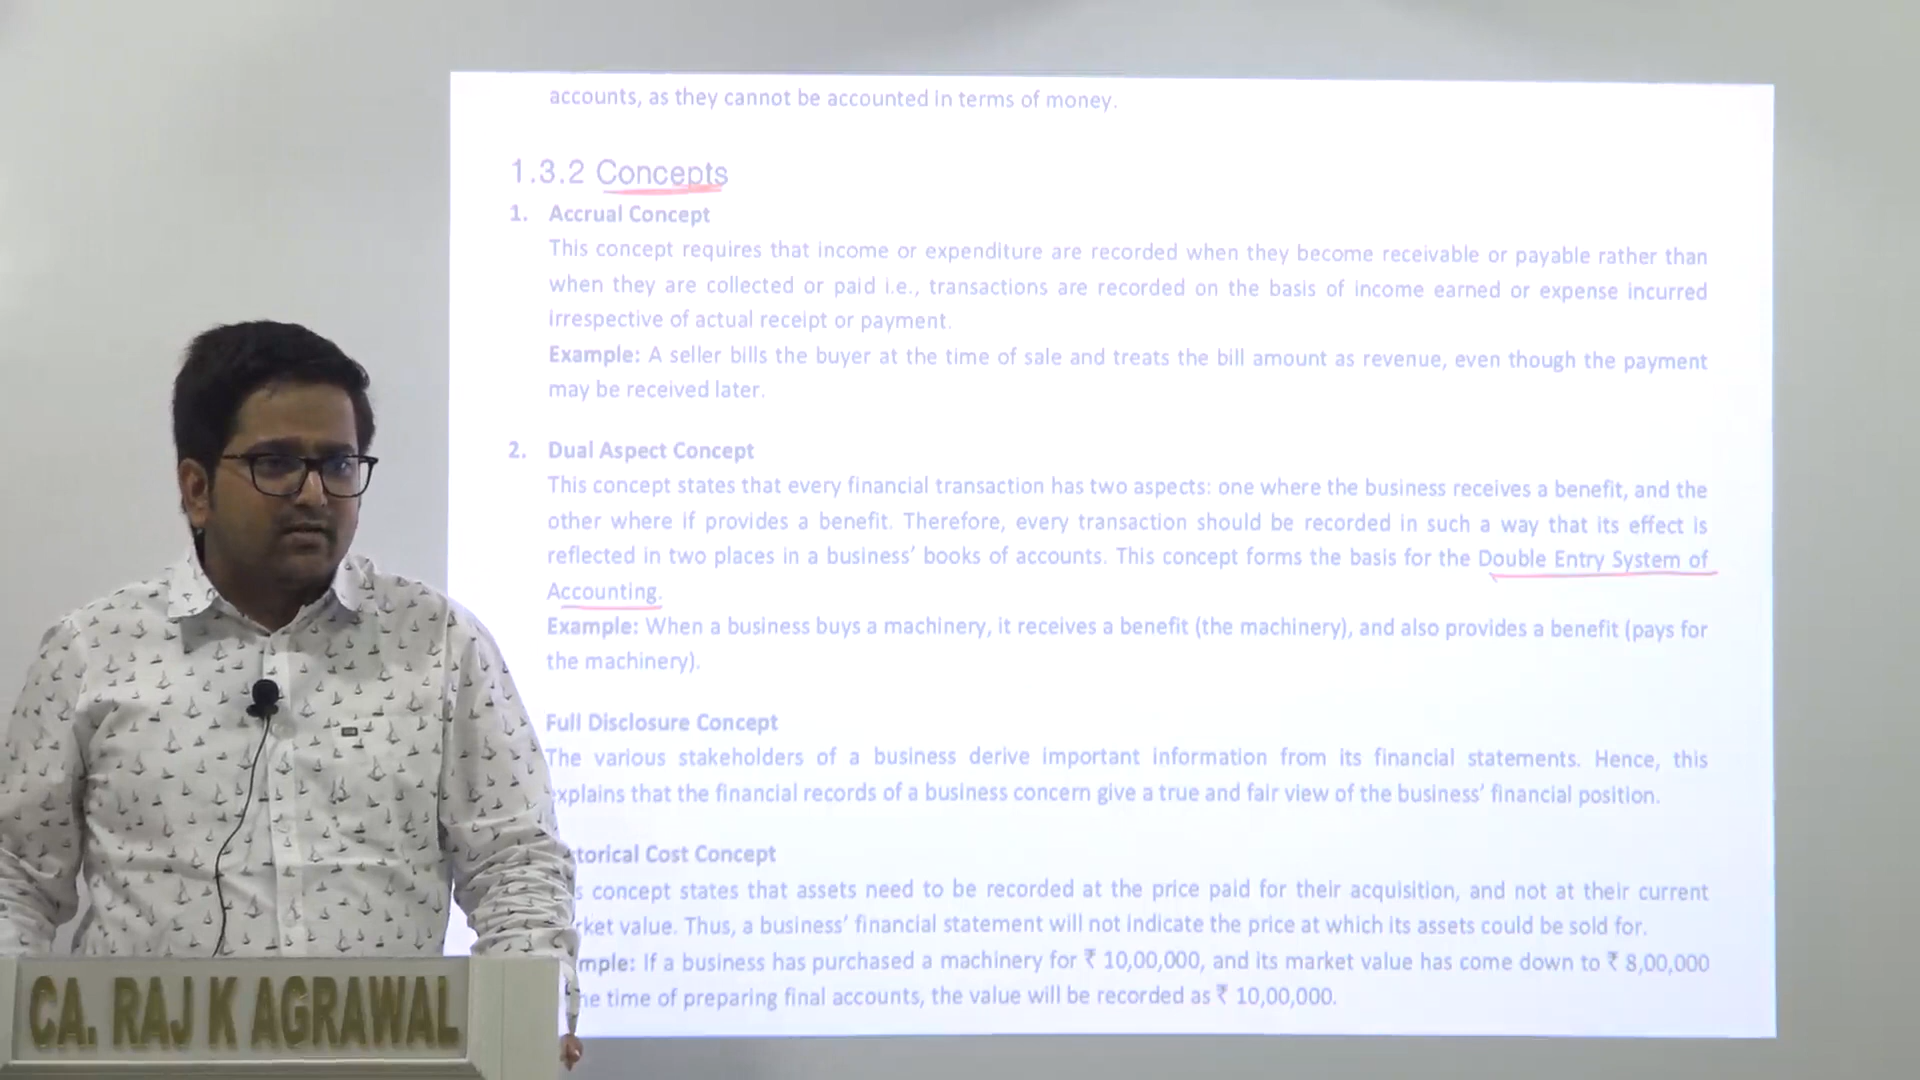 accounts, as they cannot be accounted in terms of money.
1.3.2 Concepts
1. Accrual Concept
This concept requires that income or expenditure are recorded when they become receivable or payable rather than
when they are collected or paid i.e., transactions are recorded on the basis of income earned or expense incurred
irrespective of actual receipt or payment.
Example: A seller bills the buyer at the time of sale and treats the bill amount as revenue, even though the payment
may be received later.
2. Dual Aspect Concept
This concept states that every financial transaction has two aspects: one where the business receives a benefit, and the
other where if provides a benefit. Therefore, every transaction should be recorded in such a way that its effect is
reflected in two places in a business' books of accounts. This concept forms the basis for the Double Entry System of
Accounting.
Example: When a business buys a machinery, it receives a benefit (the machinery), and also provides a benefit (pays for
the machinery).
Full Disclosure Concept
The various stakeholders of a business derive important information from its financial statements. Hence, this
explains that the financial records of a business concern give a true and fair view of the business' financial position.
Cost Concept
concept states that assets need to be recorded at the price paid for their acquisition, and not at their current
value. Thus, a business' financial statement will not indicate the price at which its assets could be sold for.
If a business has purchased a machinery for ₹ 10,00,000, and its market value has come down to ₹ 8,00,000
time of preparing final accounts, the value will be recorded as ₹ 10,00,000.
CA. RAJ K AGRAWAL